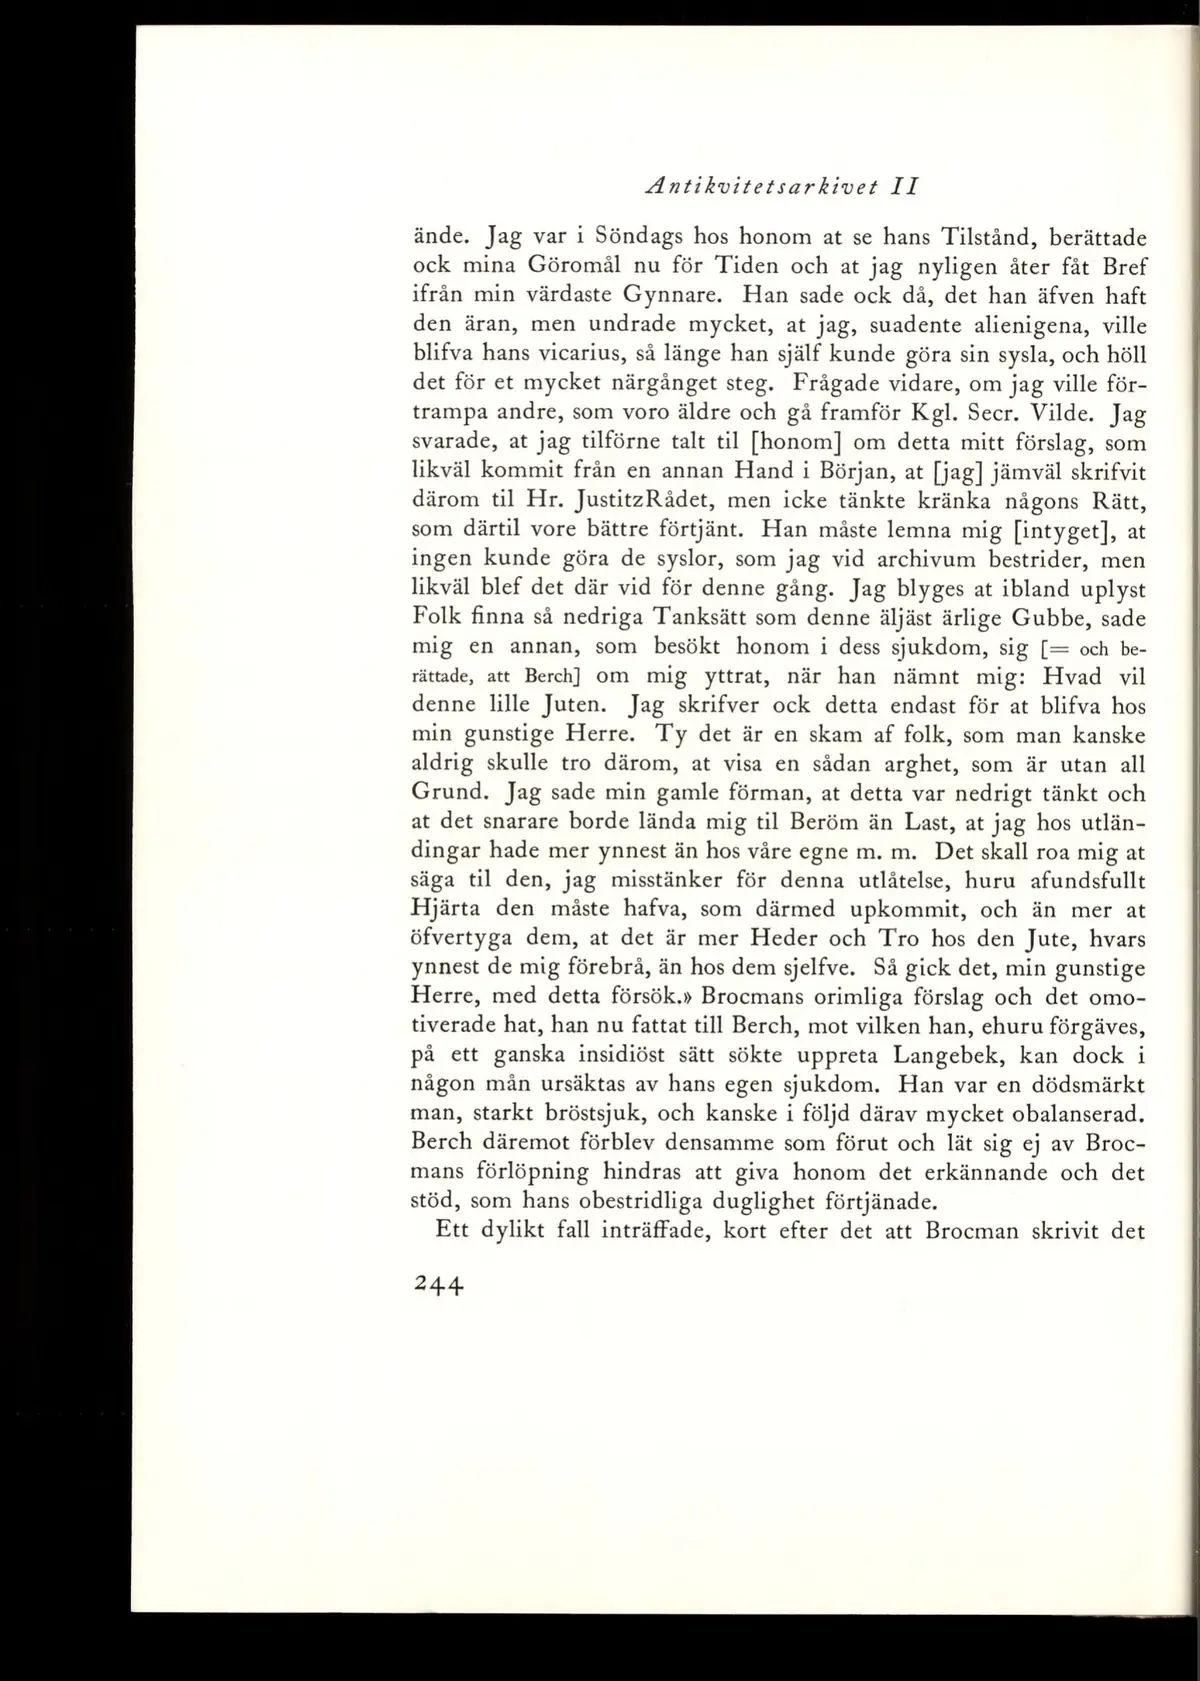 Antikvitetsarkivet II
ände. Jag var i Söndags hos honom at se hans Tilstånd, berättade
ock mina Göromål nu för Tiden och at jag nyligen åter fåt Bref
ifrån min värdaste Gynnare. Han sade ock då, det han äfven haft
den äran, men undrade mycket, at jag, suadente alienigena, ville
blifva hans vicarius, så länge han själf kunde göra sin sysla, och höll
det för et mycket närgånget steg. Frågade vidare, om jag ville för-
trampa andre, som voro äldre och gå framför Kgl. Secr. Vilde. Jag
svarade, at jag tilförne talt til [honom] om detta mitt förslag, som
likväl kommit från en annan Hand i Början, at [jag] jämväl skrifvit
därom til Hr. JustitzRådet, men icke tänkte kränka någons Rätt,
som därtil vore bättre förtjänt. Han måste lemna mig [intyget], at
ingen kunde göra de syslor, som jag vid archivum bestrider, men
likväl blef det där vid för denne gång. Jag blyges at ibland uplyst
Folk finna så nedriga Tanksätt som denne äljäst ärlige Gubbe, sade
mig en annan, som besökt honom i dess sjukdom, sig [= och be-
rättade, att Berch] om mig yttrat, när han nämnt mig: Hvad vil
denne lille Juten. Jag skrifver ock detta endast för at blifva hos
min gunstige Herre. Ty det är en skam af folk, som man kanske
aldrig skulle tro därom, at visa en sådan arghet, som är utan all
Grund. Jag sade min gamle förman, at detta var nedrigt tänkt och
at det snarare borde lända mig til Beröm än Last, at jag hos utlän-
dingar hade mer ynnest än hos våre egne m. m. Det skall roa mig at
säga til den, jag misstänker för denna utlåtelse, huru afundsfullt
Hjärta den måste hafva, som därmed upkommit, och än mer at
öfvertyga dem, at det är mer Heder och Tro hos den Jute, hvars
ynnest de mig förebrå, än hos dem sjelfve. Så gick det, min gunstige
Herre, med detta försök.» Brocmans orimliga förslag och det omo-
tiverade hat, han nu fattat till Berch, mot vilken han, ehuru förgäves,
på ett ganska insidiöst sätt sökte uppreta Langebek, kan dock i
någon mån ursäktas av hans egen sjukdom. Han var en dödsmärkt
man, starkt bröstsjuk, och kanske i följd därav mycket obalanserad.
Berch däremot förblev densamme som förut och lät sig ej av Broc-
mans förlöpning hindras att giva honom det erkännande och det
stöd, som hans obestridliga duglighet förtjänade.
Ett dylikt fall inträffade, kort efter det att Brocman skrivit det
244